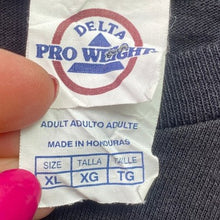 DELTA
PRO WEIGHT
ADULT ADULTO ADULTE
MADE IN HONDURAS
SIZE TALLA TAILLE
XL XG TG